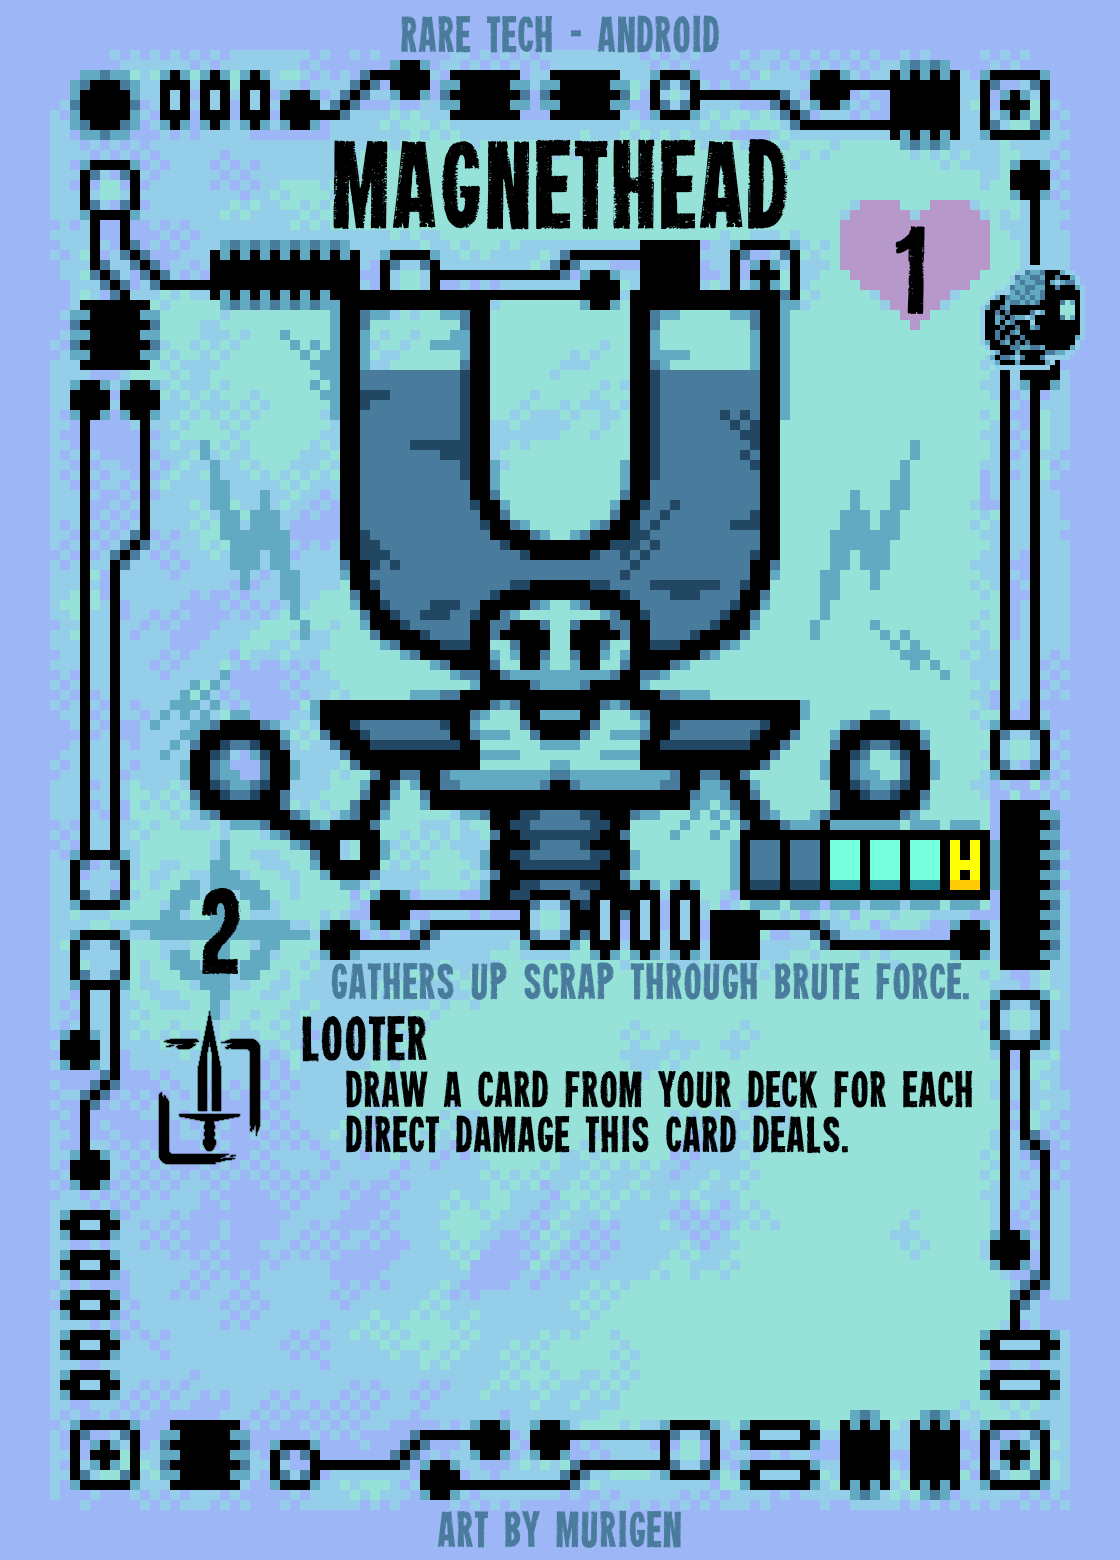 RARE TECH - ANDROID
MAGNETHEAD
1
2
GATHERS UP SCRAP THROUGH BRUTE FORCE.
LOOTER
DRAW A CARD FROM YOUR DECK FOR EACH
DIRECT DAMAGE THIS CARD DEALS.
ART BY MURIGEN